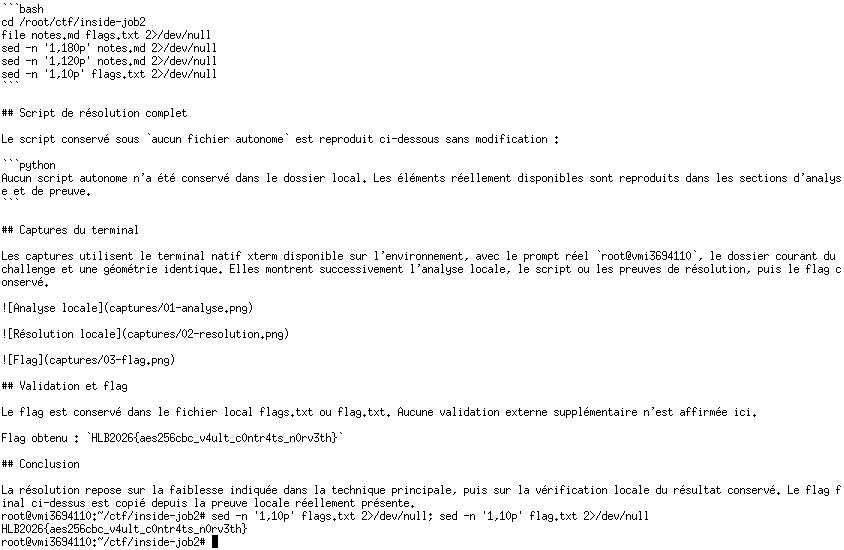 ```bash
cd /root/ctf/inside-job2
file notes.md flags.txt 2>/dev/null
sed -n '1,180p' notes.md 2>/dev/null
sed -n '1,120p' notes.md 2>/dev/null
sed -n '1,10p' flags.txt 2>/dev/null
```

## Script de résolution complet

Le script conservé sous `aucun fichier autonome` est reproduit ci-dessous sans modification :

```python
Aucun script autonome n'a été conservé dans le dossier local. Les éléments réellement disponibles sont reproduits dans les sections d'analys
e et de preuve.
```

## Captures du terminal

Les captures utilisent le terminal natif xterm disponible sur l'environnement, avec le prompt réel `root@vmi3694110`, le dossier courant du
challenge et une géométrie identique. Elles montrent successivement l'analyse locale, le script ou les preuves de résolution, puis le flag c
onservé.

![Analyse locale](captures/01-analyse.png)

![Résolution locale](captures/02-resolution.png)

![Flag](captures/03-flag.png)

## Validation et flag

Le flag est conservé dans le fichier local flags.txt ou flag.txt. Aucune validation externe supplémentaire n'est affirmée ici.

Flag obtenu : `HLB2026{aes256cbc_v4ult_c0ntr4ts_n0rv3th}`

## Conclusion

La résolution repose sur la faiblesse indiquée dans la technique principale, puis sur la vérification locale du résultat conservé. Le flag f
inal ci-dessus est copié depuis la preuve locale réellement présente.
root@vmi3694110:~/ctf/inside-job2# sed -n '1,10p' flags.txt 2>/dev/null; sed -n '1,10p' flag.txt 2>/dev/null
HLB2026{aes256cbc_v4ult_c0ntr4ts_n0rv3th}
root@vmi3694110:~/ctf/inside-job2#